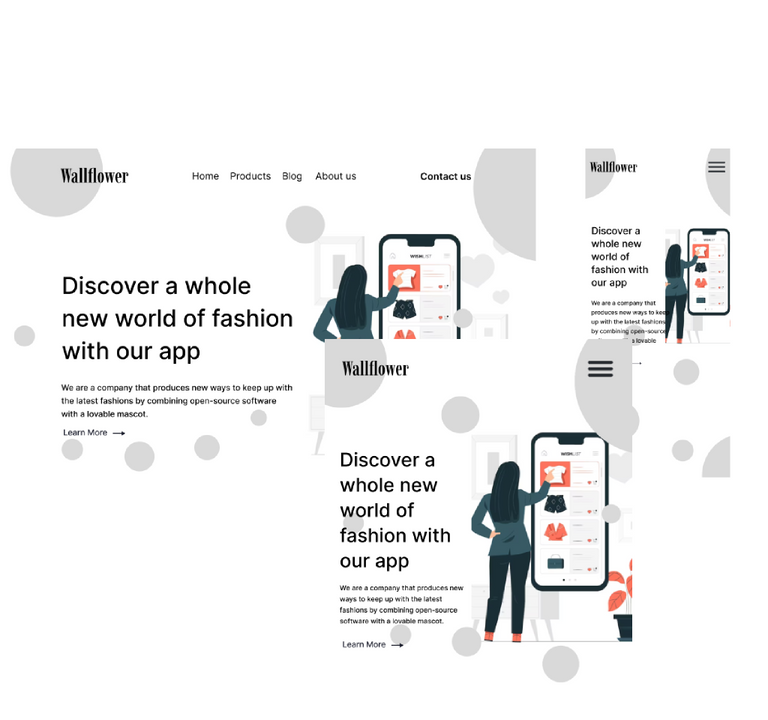 Wallflower
Home Products Blog About us Contact us
Discover a whole
new world of fashion
with our app
We are a company that produces new ways to keep up with
the latest fashions by combining open-source software
with a lovable mascot.
Learn More
WISHLIST
Wallflower
Discover a
whole new
world of
fashion with
our app
We are a company that produces new
ways to keep up with the latest
fashions by combining open-source
software with a lovable mascot.
Learn More
WISHLIST
Wallflower
Discover a
whole new
world of
fashion with
our app
We are a company that
produces new ways to keep
up with the latest fashions
by combining open-source
a lovable
WISHLIST